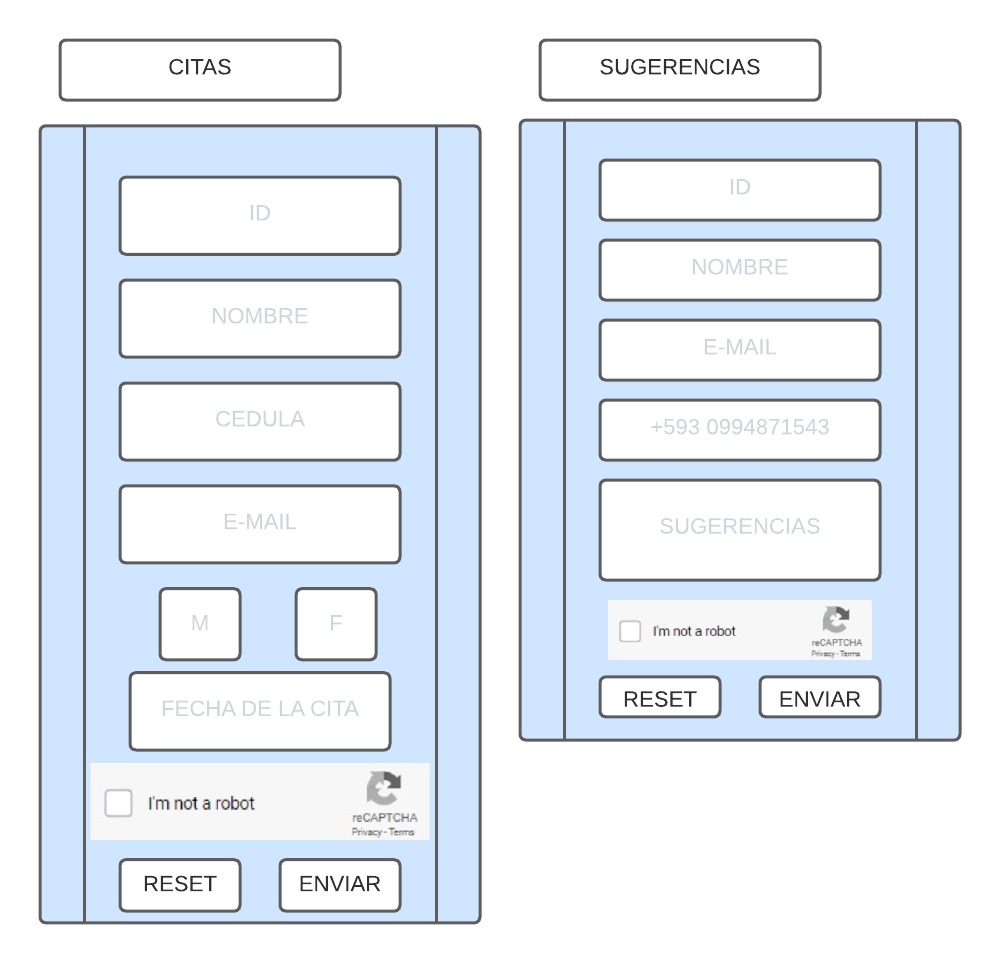 CITAS
ID
NOMBRE
CEDULA
E-MAIL
M
F
FECHA DE LA CITA
I'm not a robot
reCAPTCHA
Privacy - Terms
RESET
ENVIAR
SUGERENCIAS
ID
NOMBRE
E-MAIL
+593 0994871543
SUGERENCIAS
I'm not a robot
reCAPTCHA
Privacy - Terms
RESET
ENVIAR